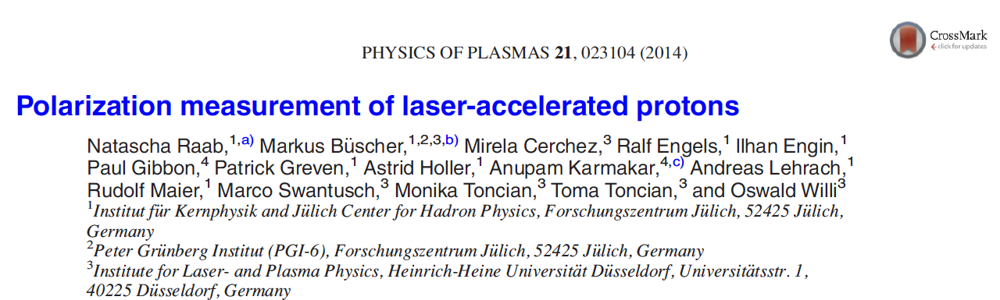 CrossMark
click for updates
PHYSICS OF PLASMAS 21, 023104 (2014)
Polarization measurement of laser-accelerated protons
Natascha Raab,1,a) Markus Büscher,1,2,3,b) Mirela Cerchez,3 Ralf Engels,1 Ilhan Engin,1
Paul Gibbon,4 Patrick Greven,1 Astrid Holler,1 Anupam Karmakar,4,c) Andreas Lehrach,1
Rudolf Maier,1 Marco Swantusch,3 Monika Toncian,3 Toma Toncian,3 and Oswald Willi3
1Institut für Kernphysik and Jülich Center for Hadron Physics, Forschungszentrum Jülich, 52425 Jülich,
Germany
2Peter Grünberg Institut (PGI-6), Forschungszentrum Jülich, 52425 Jülich, Germany
3Institute for Laser- and Plasma Physics, Heinrich-Heine Universität Düsseldorf, Universitätsstr. 1,
40225 Düsseldorf, Germany